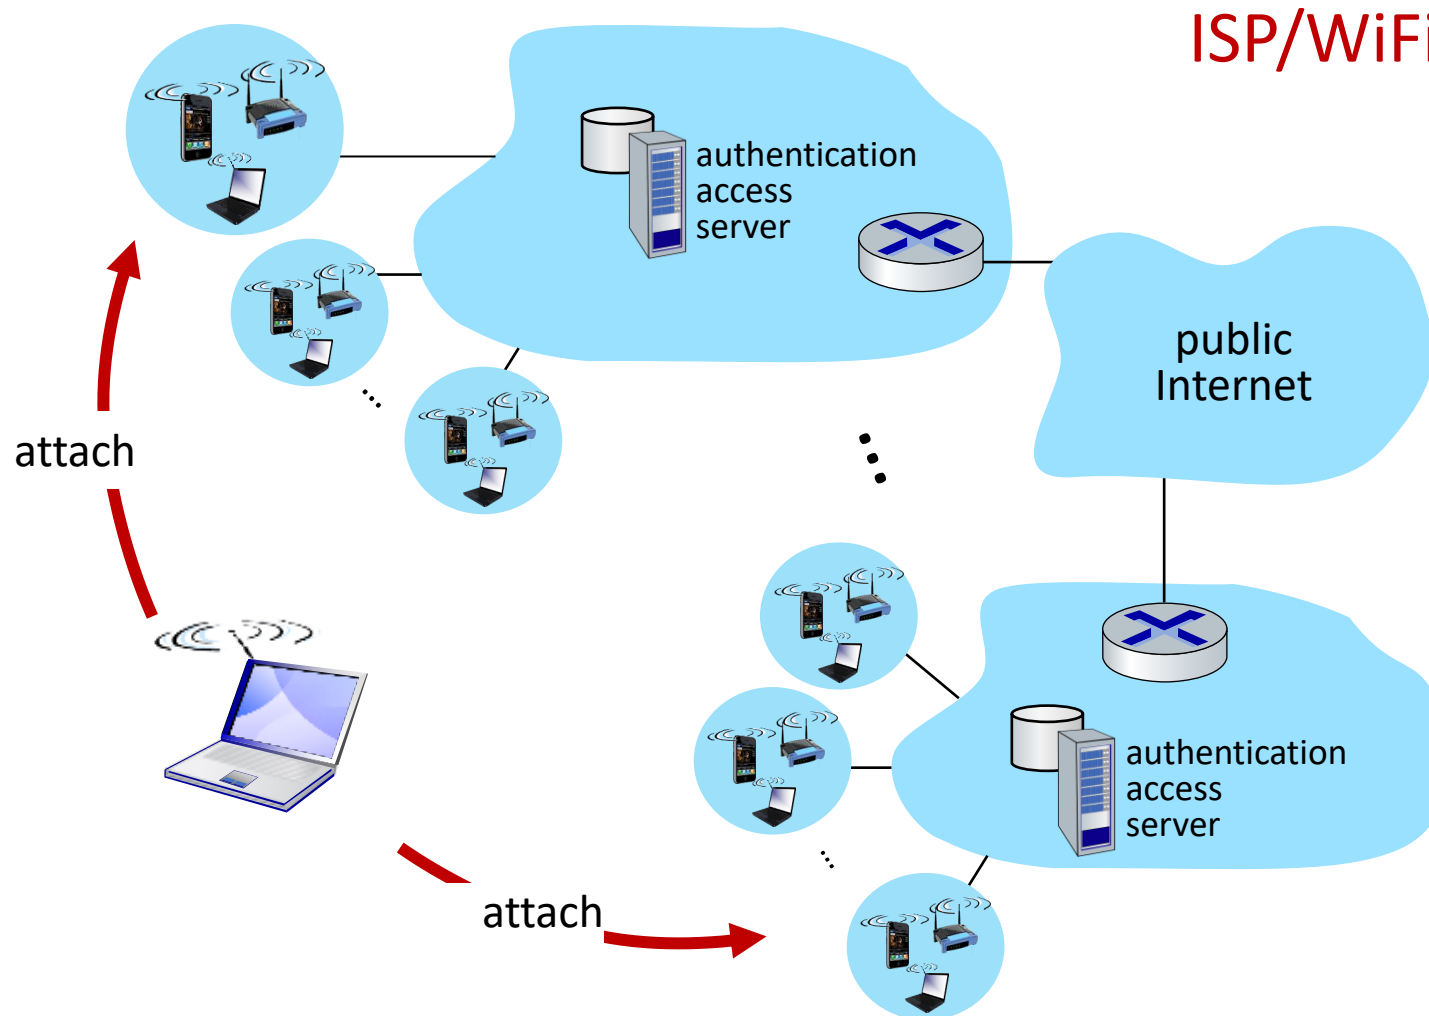 ISP/WiFi
authentication
access
server
public
Internet
attach
authentication
access
server
attach